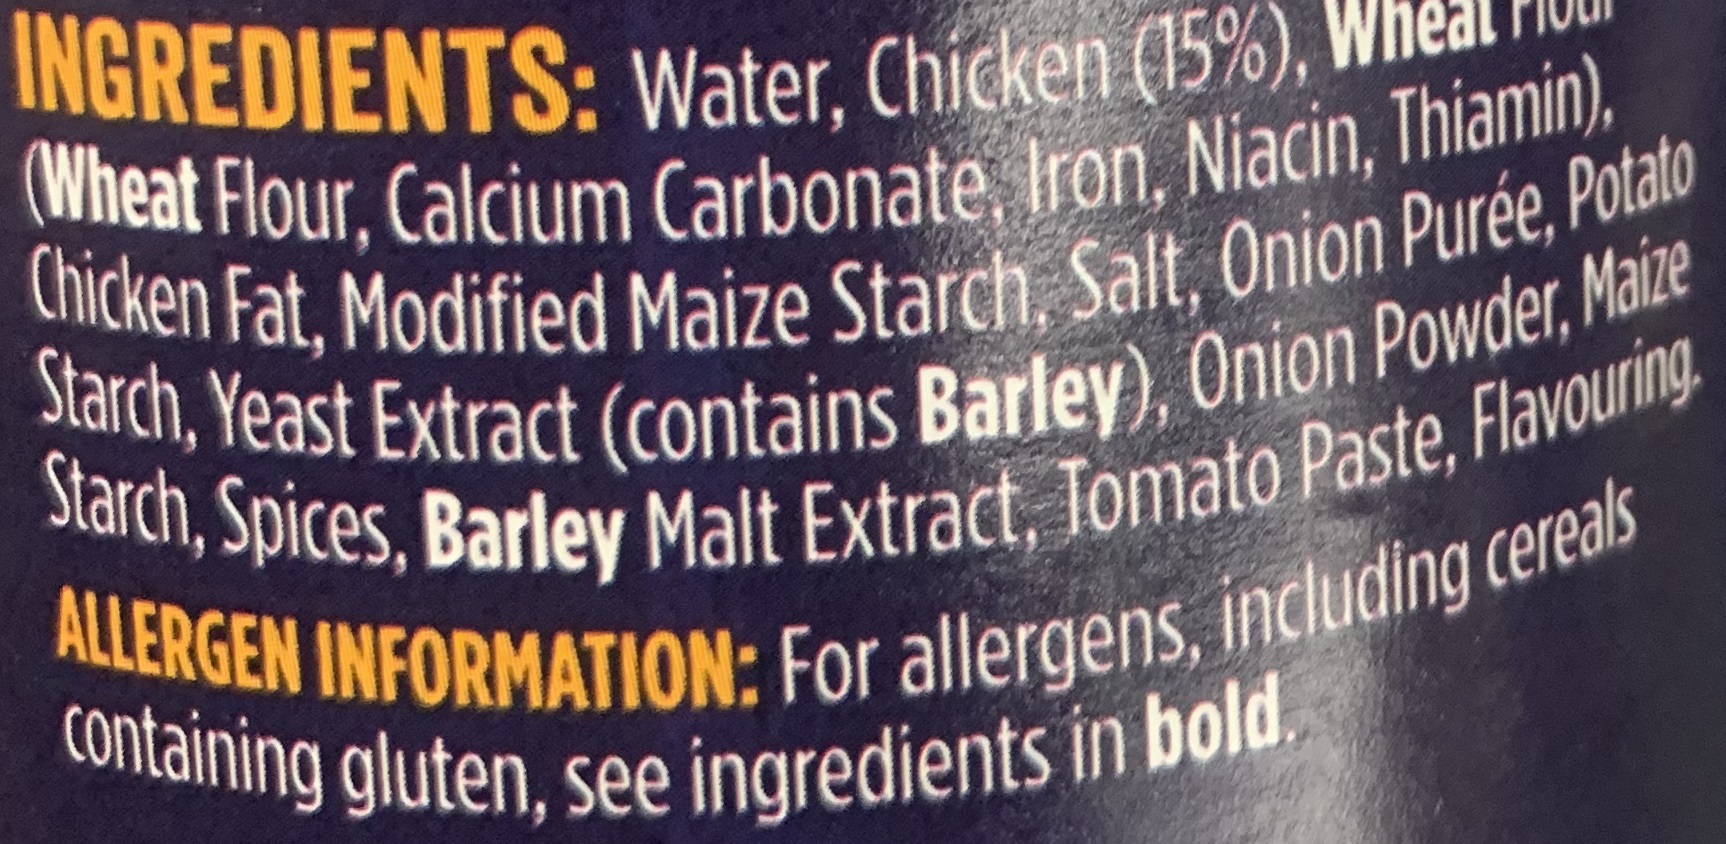 INGREDIENTS: Water, Chicken (15%), Wheat Flour
(Wheat Flour, Calcium Carbonate, Iron, Niacin, Thiamin),
Chicken Fat, Modified Maize Starch, Salt, Onion Purée, Potato
Starch, Yeast Extract (contains Barley), Onion Powder, Maize
Starch, Spices, Barley Malt Extract, Tomato Paste, Flavouring.
ALLERGEN INFORMATION: For allergens, including cereals
containing gluten, see ingredients in bold.